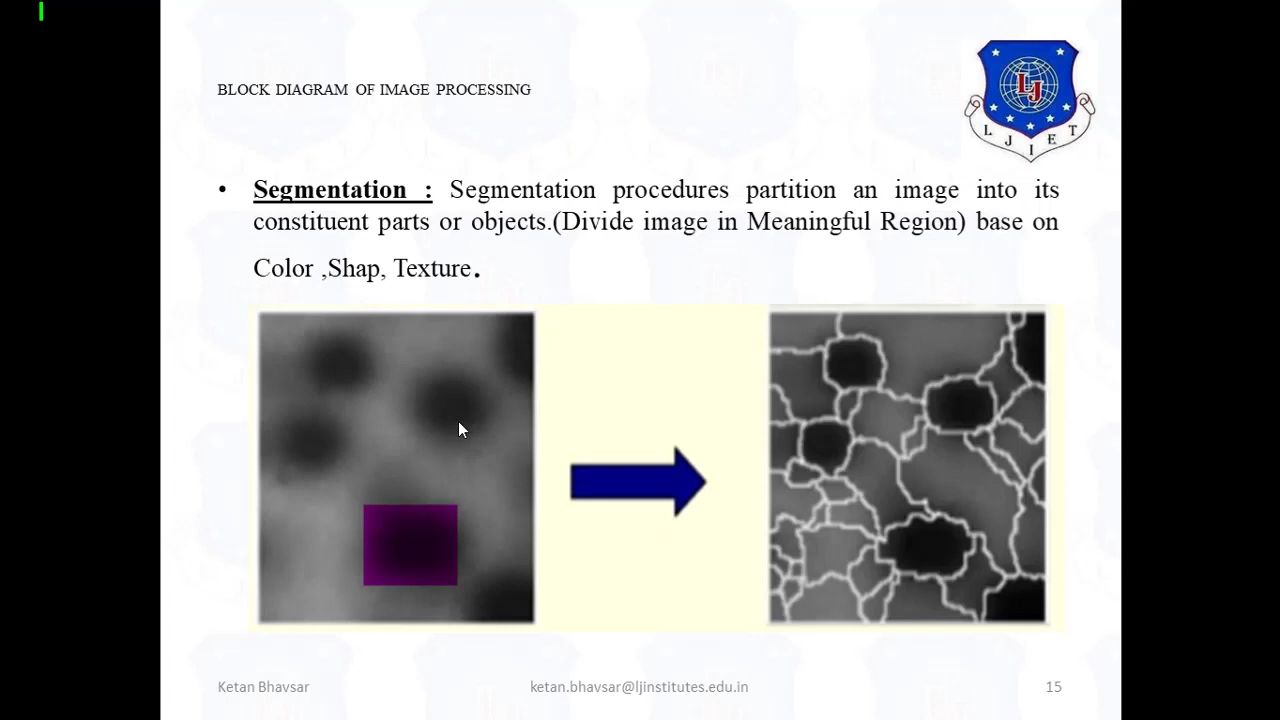 BLOCK DIAGRAM OF IMAGE PROCESSING
LJ
L J I E T
• Segmentation : Segmentation procedures partition an image into its
constituent parts or objects.(Divide image in Meaningful Region) base on
Color ,Shap, Texture.
Ketan Bhavsar
ketan.bhavsar@ljinstitutes.edu.in
15